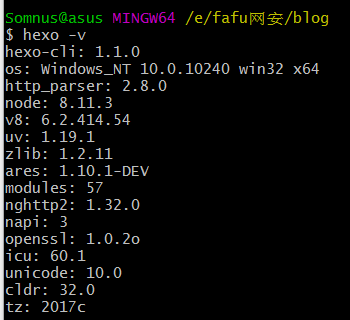 Somnus@asus MINGW64 /e/fafu网安/blog
$ hexo -v
hexo-cli: 1.1.0
os: Windows_NT 10.0.10240 win32 x64
http_parser: 2.8.0
node: 8.11.3
v8: 6.2.414.54
uv: 1.19.1
zlib: 1.2.11
ares: 1.10.1-DEV
modules: 57
nghttp2: 1.32.0
napi: 3
openssl: 1.0.2o
icu: 60.1
unicode: 10.0
cldr: 32.0
tz: 2017c